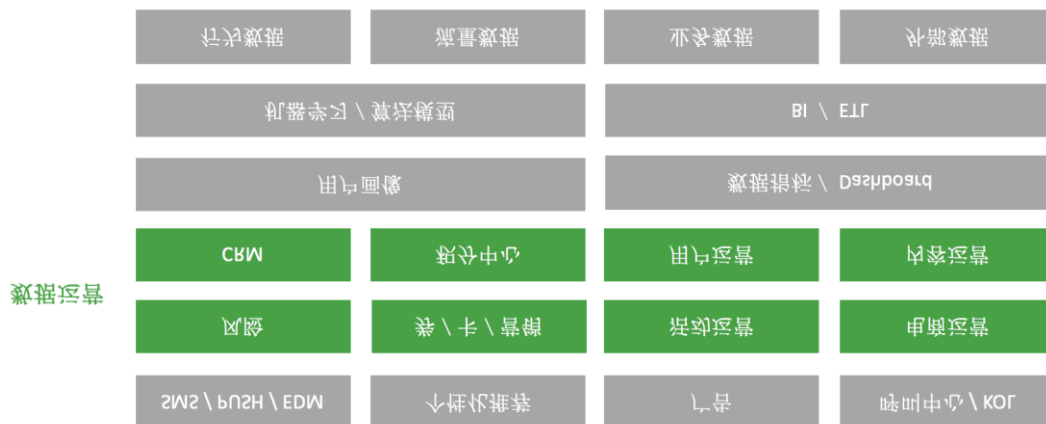 行为数据 流量数据 业务数据 外部数据
机器学习 / 算法模型 BI / ETL
用户画像 数据指标 / Dashboard
CRM 积分中心 用户运营 内容运营
数据运营
风险 券 / 卡 / 营销 活动运营 电商运营
SMS / PUSH / EDM 个性化推荐 广告 呼叫中心 / KOL